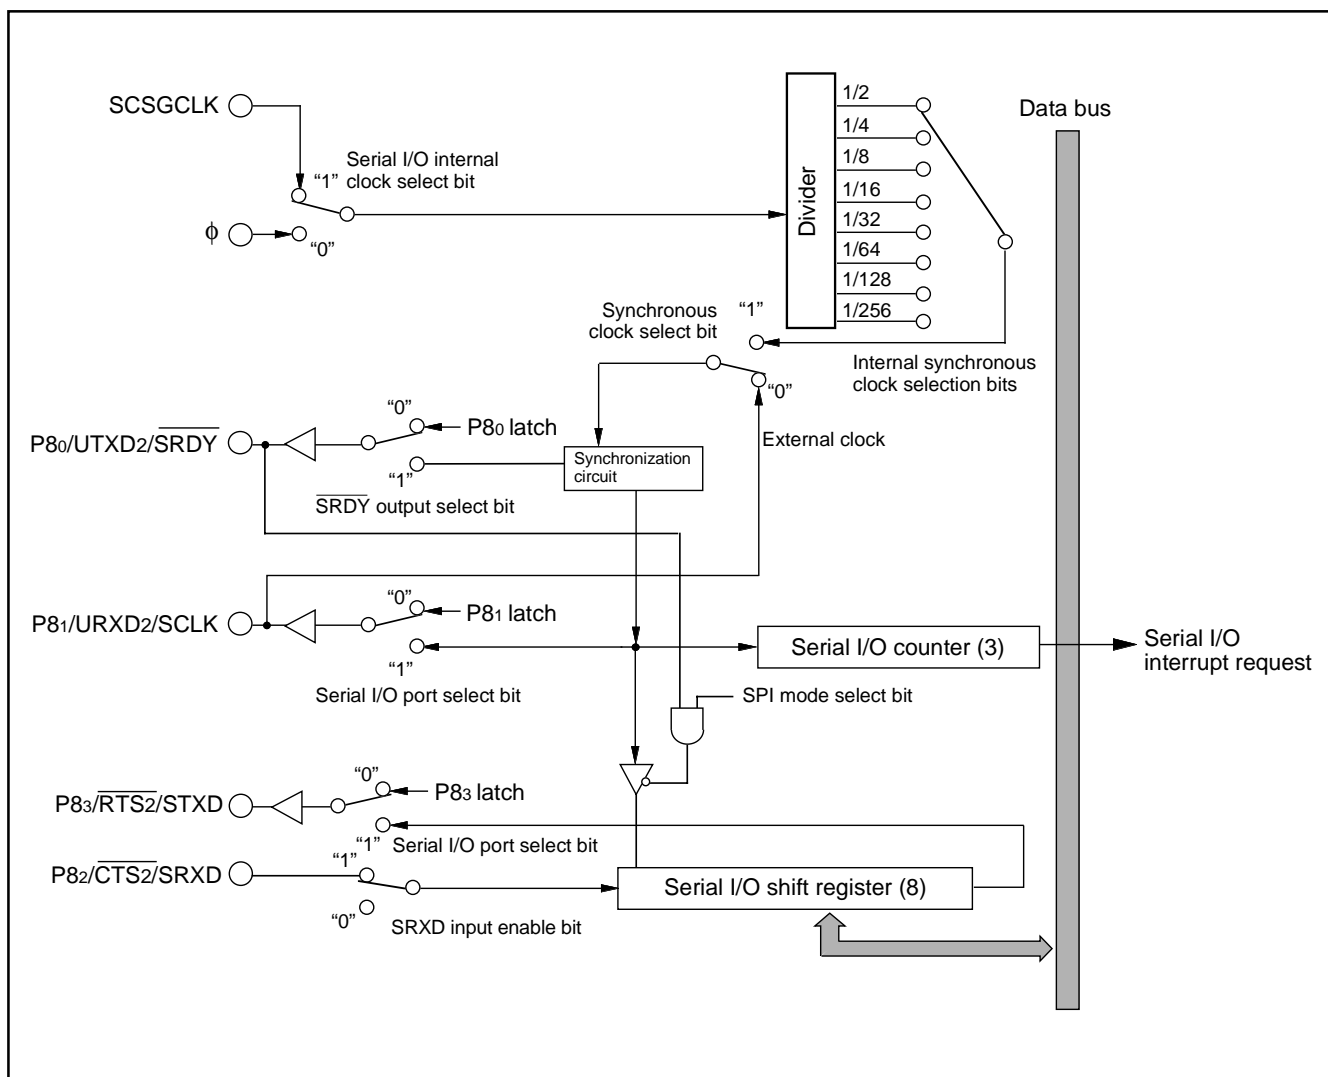 SCSGCLK
“1”
Serial I/O internal
clock select bit
ϕ
“0”
Divider
1/2
1/4
1/8
1/16
1/32
1/64
1/128
1/256
Data bus
Synchronous
clock select bit
“1”
“0”
Internal synchronous
clock selection bits
External clock
P80/UTXD2/SRDY
“0”
P80 latch
“1”
SRDY output select bit
Synchronization
circuit
P81/URXD2/SCLK
“0”
P81 latch
“1”
Serial I/O port select bit
Serial I/O counter (3)
Serial I/O
interrupt request
SPI mode select bit
P83/RTS2/STXD
“0”
P83 latch
“1”
Serial I/O port select bit
P82/CTS2/SRXD
“1”
“0”
SRXD input enable bit
Serial I/O shift register (8)